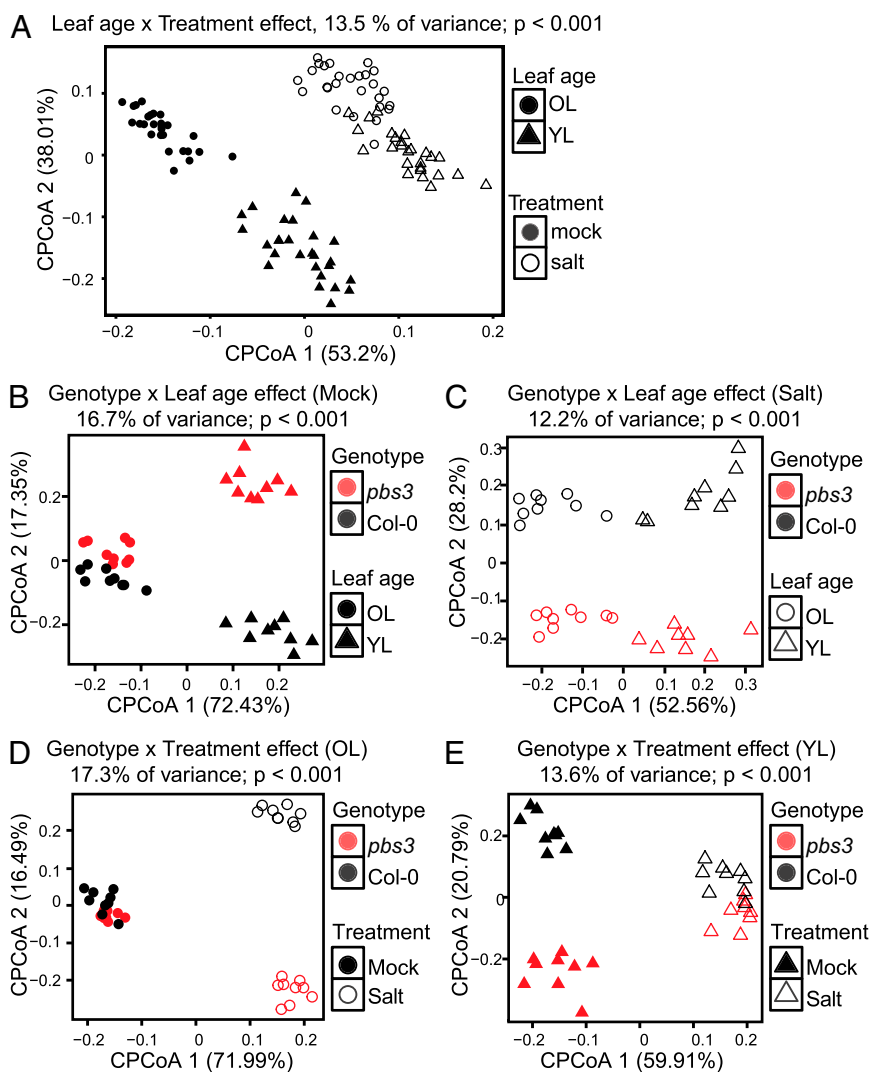 A
Leaf age x Treatment effect, 13.5 % of variance; p < 0.001
CPCoA 2 (38.01%)
0.1
0
−0.1
−0.2
−0.2
−0.1
0
0.1
0.2
CPCoA 1 (53.2%)
Leaf age
OL
YL
Treatment
mock
salt
B
Genotype x Leaf age effect (Mock)
16.7% of variance; p < 0.001
CPCoA 2 (17.35%)
0.2
0
−0.2
−0.2
−0.1
0
0.1
0.2
CPCoA 1 (72.43%)
Genotype
pbs3
Col-0
Leaf age
OL
YL
C
Genotype x Leaf age effect (Salt)
12.2% of variance; p < 0.001
CPCoA 2 (28.2%)
0.3
0.2
0.1
0
−0.1
−0.2
−0.2
−0.1
0
0.1
0.2
0.3
CPCoA 1 (52.56%)
Genotype
pbs3
Col-0
Leaf age
OL
YL
D
Genotype x Treatment effect (OL)
17.3% of variance; p < 0.001
CPCoA 2 (16.49%)
0.2
0.1
0
−0.1
−0.2
−0.2
−0.1
0
0.1
0.2
CPCoA 1 (71.99%)
Genotype
pbs3
Col-0
Treatment
Mock
Salt
E
Genotype x Treatment effect (YL)
13.6% of variance; p < 0.001
CPCoA 2 (20.79%)
0.2
0
−0.2
−0.2
−0.1
0
0.1
0.2
CPCoA 1 (59.91%)
Genotype
pbs3
Col-0
Treatment
Mock
Salt